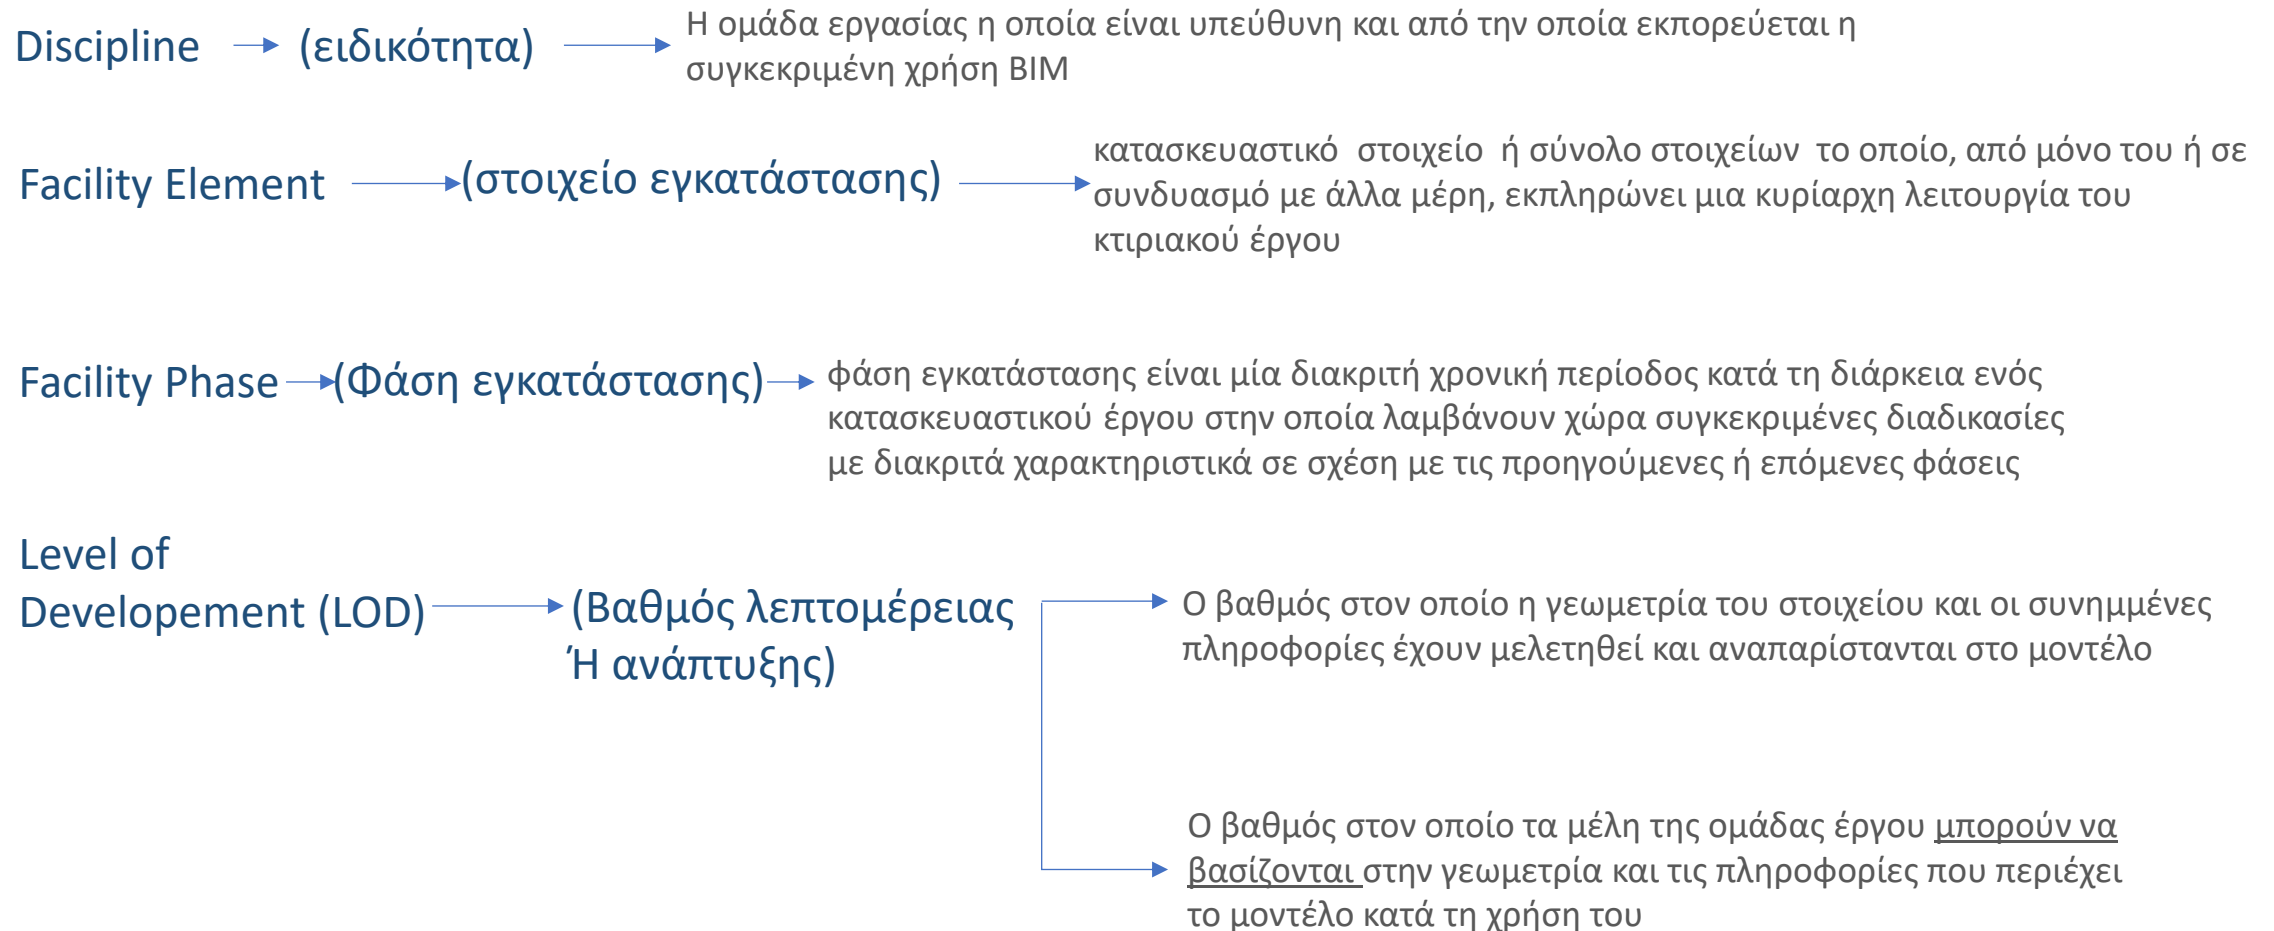 Discipline (ειδικότητα) Η ομάδα εργασίας η οποία είναι υπεύθυνη και από την οποία εκπορεύεται η
συγκεκριμένη χρήση BIM
Facility Element (στοιχείο εγκατάστασης) κατασκευαστικό στοιχείο ή σύνολο στοιχείων το οποίο, από μόνο του ή σε
συνδυασμό με άλλα μέρη, εκπληρώνει μια κυρίαρχη λειτουργία του
κτιριακού έργου
Facility Phase (Φάση εγκατάστασης) φάση εγκατάστασης είναι μία διακριτή χρονική περίοδος κατά τη διάρκεια ενός
κατασκευαστικού έργου στην οποία λαμβάνουν χώρα συγκεκριμένες διαδικασίες
με διακριτά χαρακτηριστικά σε σχέση με τις προηγούμενες ή επόμενες φάσεις
Level of
Developement (LOD)
(Βαθμός λεπτομέρειας
Ή ανάπτυξης)
Ο βαθμός στον οποίο η γεωμετρία του στοιχείου και οι συνημμένες
πληροφορίες έχουν μελετηθεί και αναπαρίστανται στο μοντέλο
Ο βαθμός στον οποίο τα μέλη της ομάδας έργου μπορούν να
βασίζονται στην γεωμετρία και τις πληροφορίες που περιέχει
το μοντέλο κατά τη χρήση του